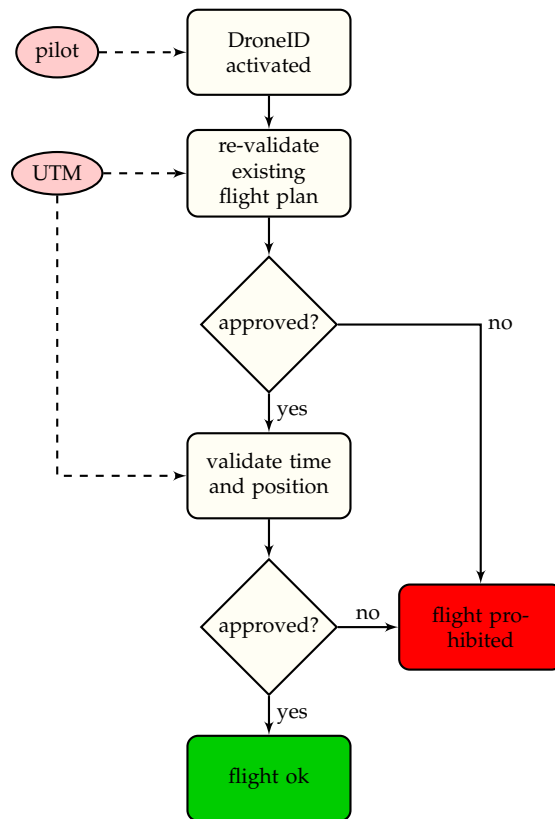 pilot
DroneID
activated
UTM
re-validate
existing
flight plan
approved?
no
yes
validate time
and position
approved?
no
flight pro-
hibited
yes
flight ok